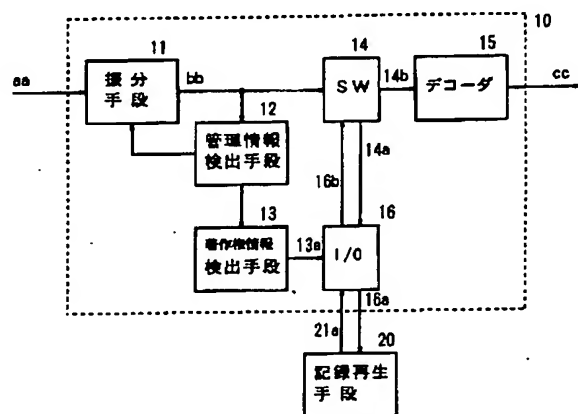 10
11
14
15
aa
振分
手段
bb
SW
14b
デコーダ
cc
12
管理情報
検出手段
14a
16b
13
16
著作権情報
検出手段
13a
I/O
16a
21a
20
記録再生
手段